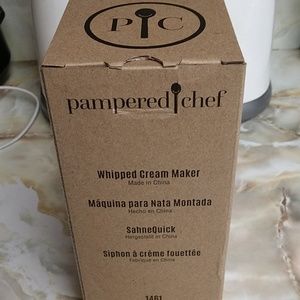 PC
pampered chef
Whipped Cream Maker
Made in China
Máquina para Nata Montada
Hecho en China
SahneQuick
Hergestellt in China
Siphon à crème fouettée
Fabriqué en Chine
1461